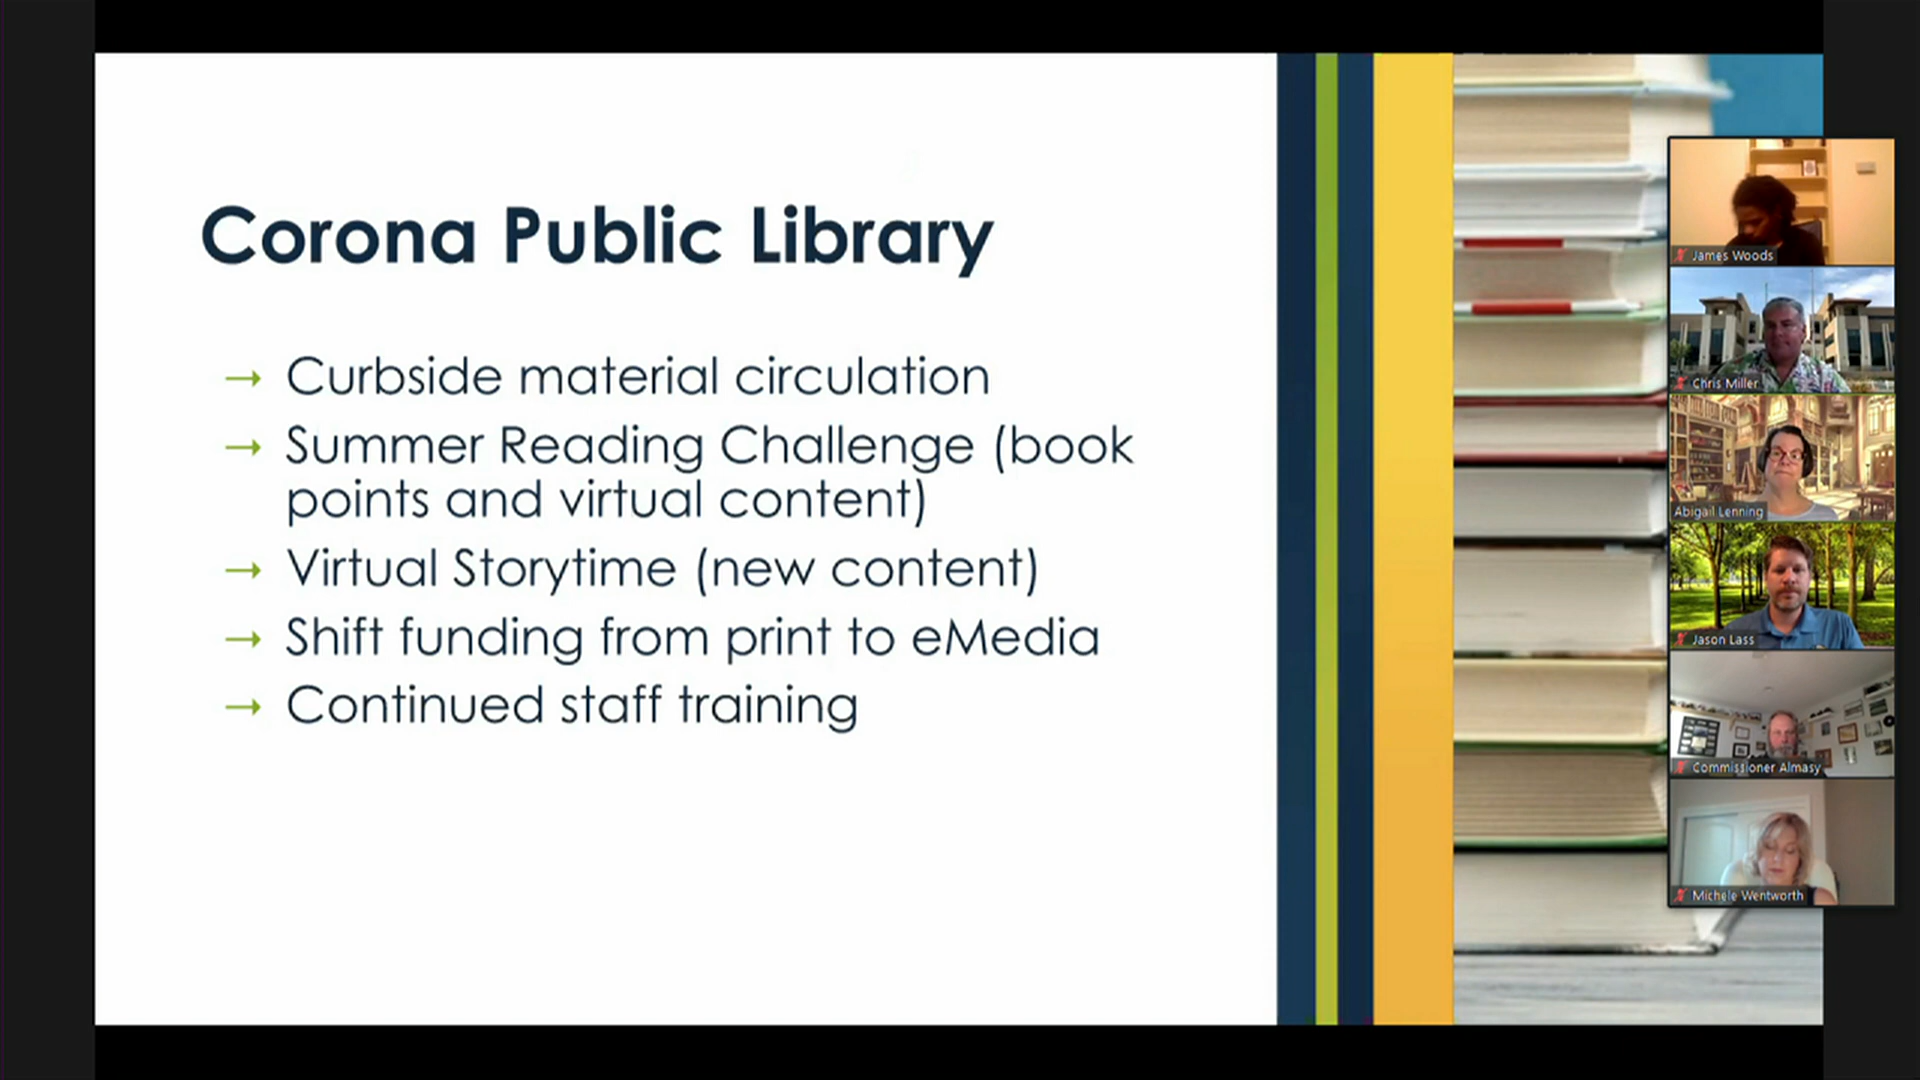 Corona Public Library
→ Curbside material circulation
→ Summer Reading Challenge (book
points and virtual content)
→ Virtual Storytime (new content)
→ Shift funding from print to eMedia
→ Continued staff training
James Woods
Chris Miller
Abigail Lenning
Jason Lass
Commissioner Almasy
Michele Wentworth